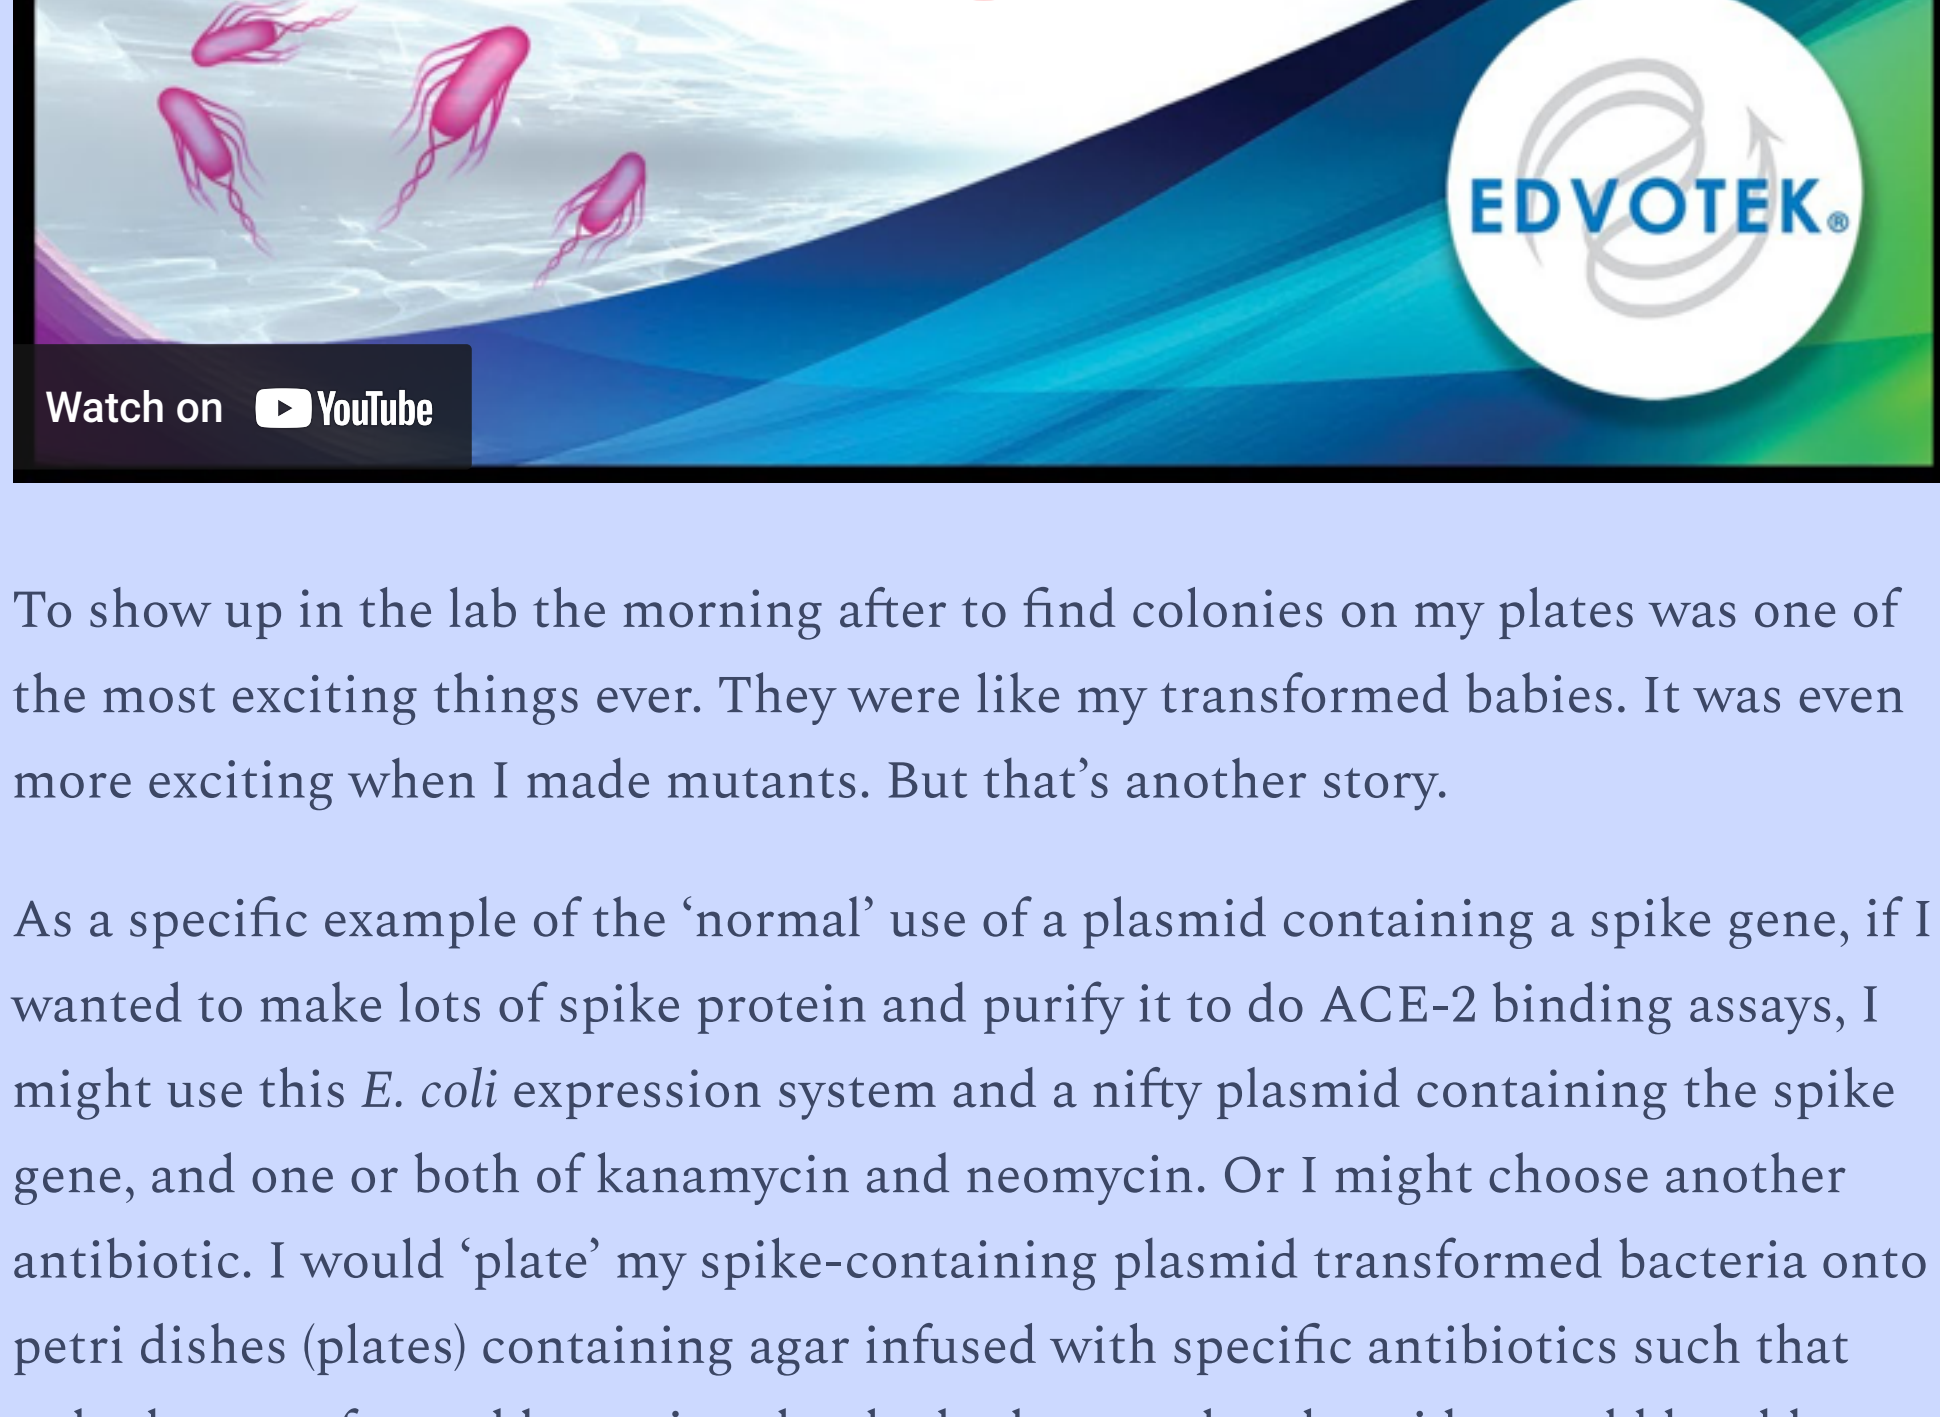 EDVOTEK®
Watch on YouTube
To show up in the lab the morning after to find colonies on my plates was one of
the most exciting things ever. They were like my transformed babies. It was even
more exciting when I made mutants. But that’s another story.
As a specific example of the ‘normal’ use of a plasmid containing a spike gene, if I
wanted to make lots of spike protein and purify it to do ACE-2 binding assays, I
might use this E. coli expression system and a nifty plasmid containing the spike
gene, and one or both of kanamycin and neomycin. Or I might choose another
antibiotic. I would ‘plate’ my spike-containing plasmid transformed bacteria onto
petri dishes (plates) containing agar infused with specific antibiotics such that